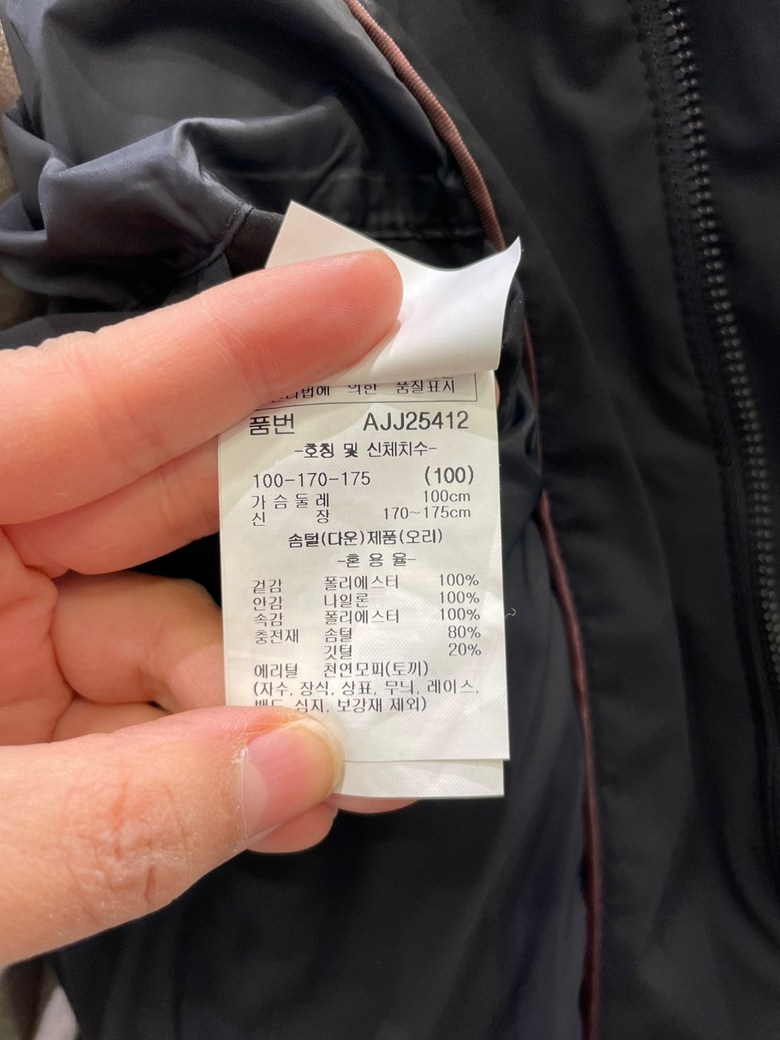 의한 품질표시
품번 AJJ25412
-호칭 및 신체치수-
100-170-175 (100)
가슴둘레 100cm
신 장 170~175cm
솜털(다운)제품(오리)
-혼용율-
겉감 폴리에스터 100%
안감 나일론 100%
속감 폴리에스터 100%
충전재 솜털 80%
깃털 20%
에리털 천연모피(토끼)
(자수, 장식, 상표, 무늬, 레이스,
심지, 보강재 제외)